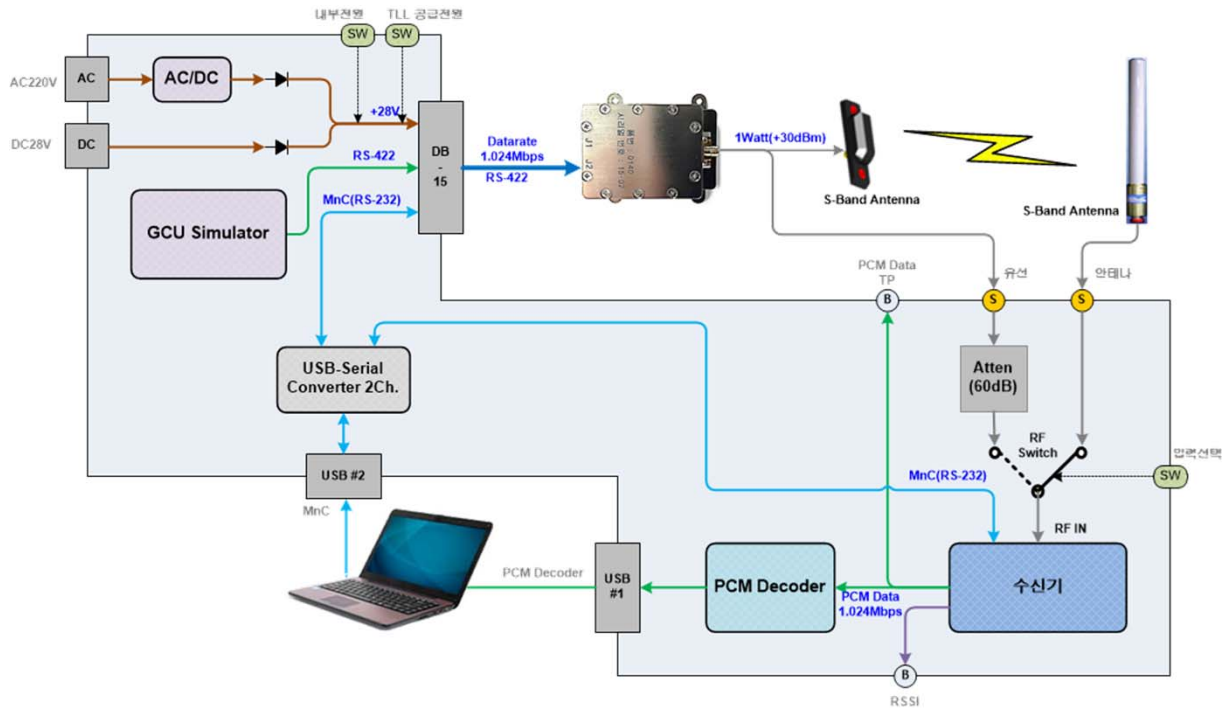 내부전원
TLL 공급전원
SW
SW
AC220V
AC
AC/DC
+28V
DC28V
DC
RS-422
DB
-
15
MnC(RS-232)
GCU Simulator
Datarate
1.024Mbps
RS-422
J1 J2
1Watt(+30dBm)
S-Band Antenna
S-Band Antenna
PCM Data
TP
B
유선
S
안테나
S
USB-Serial
Converter 2Ch.
Atten
(60dB)
RF
Switch
입력선택
SW
USB #2
MnC
MnC(RS-232)
RF IN
PCM Decoder
USB
#1
PCM Decoder
PCM Data
1.024Mbps
수신기
B
RSSI